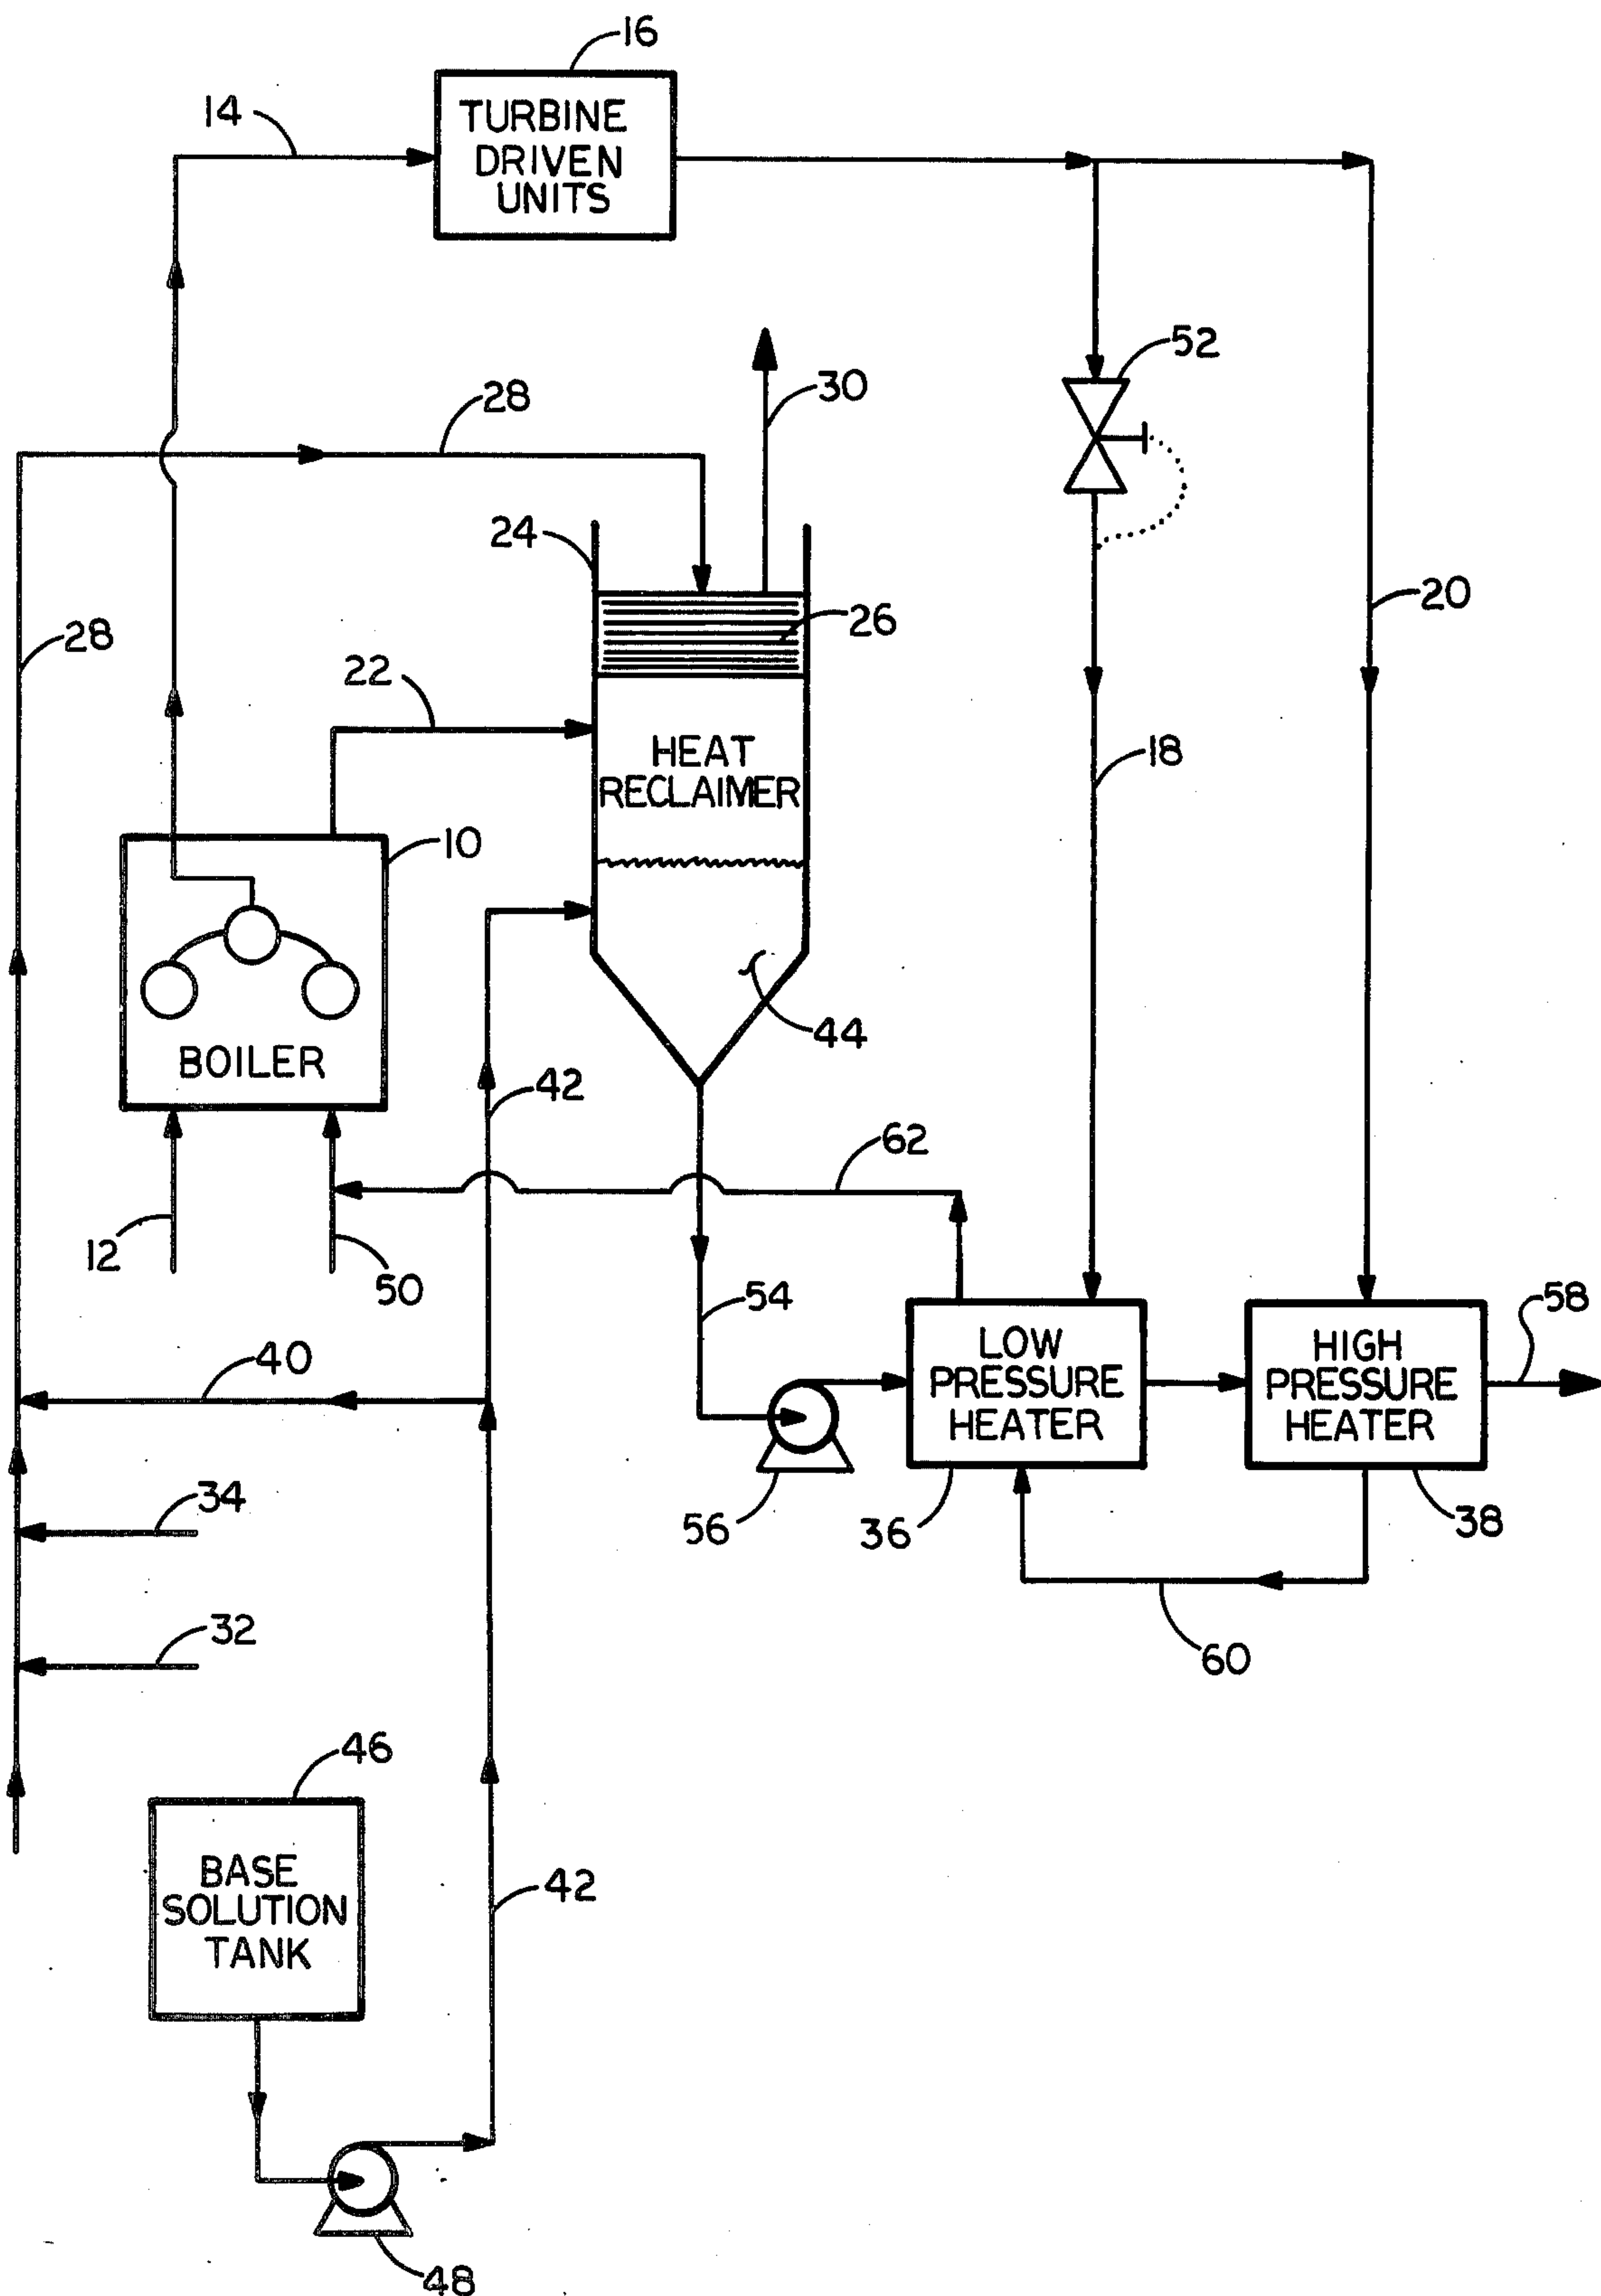 16
14
TURBINE
DRIVEN
UNITS
52
28
30
24
20
26
28
22
18
HEAT
RECLAIMER
10
44
BOILER
42
62
12
50
54
58
LOW
PRESSURE
HEATER
HIGH
PRESSURE
HEATER
40
34
56
36
38
32
60
46
BASE
SOLUTION
TANK
42
48